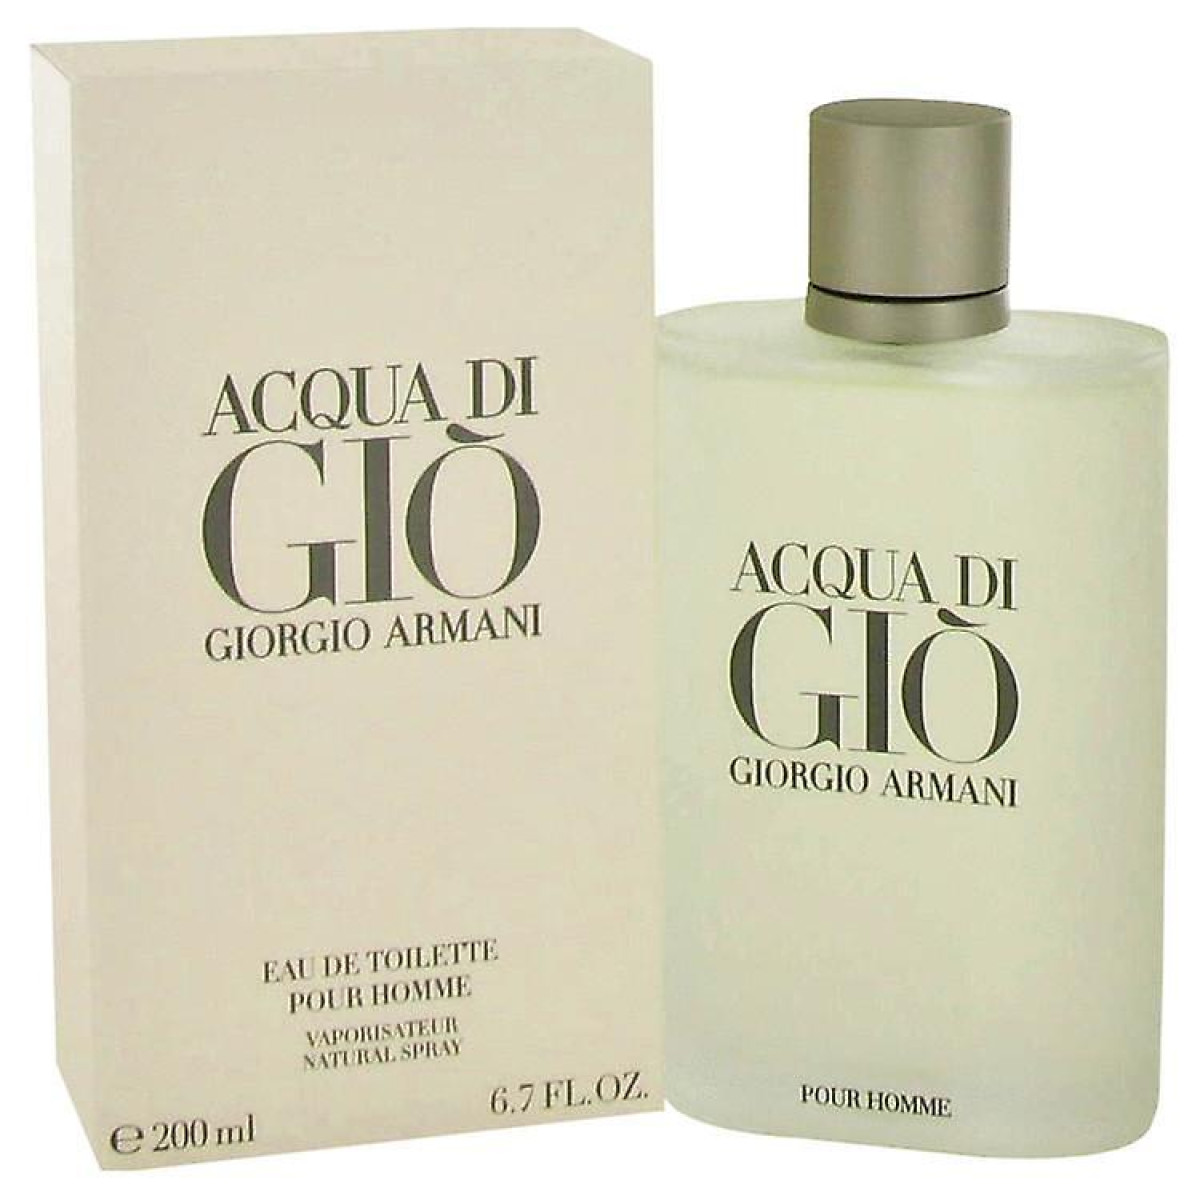 ACQUA DI
GIÒ
GIORGIO ARMANI
EAU DE TOILETTE
POUR HOMME
VAPORISATEUR
NATURAL SPRAY
℮ 200 ml 6.7 FL.OZ.
ACQUA DI
GIÒ
GIORGIO ARMANI
POUR HOMME